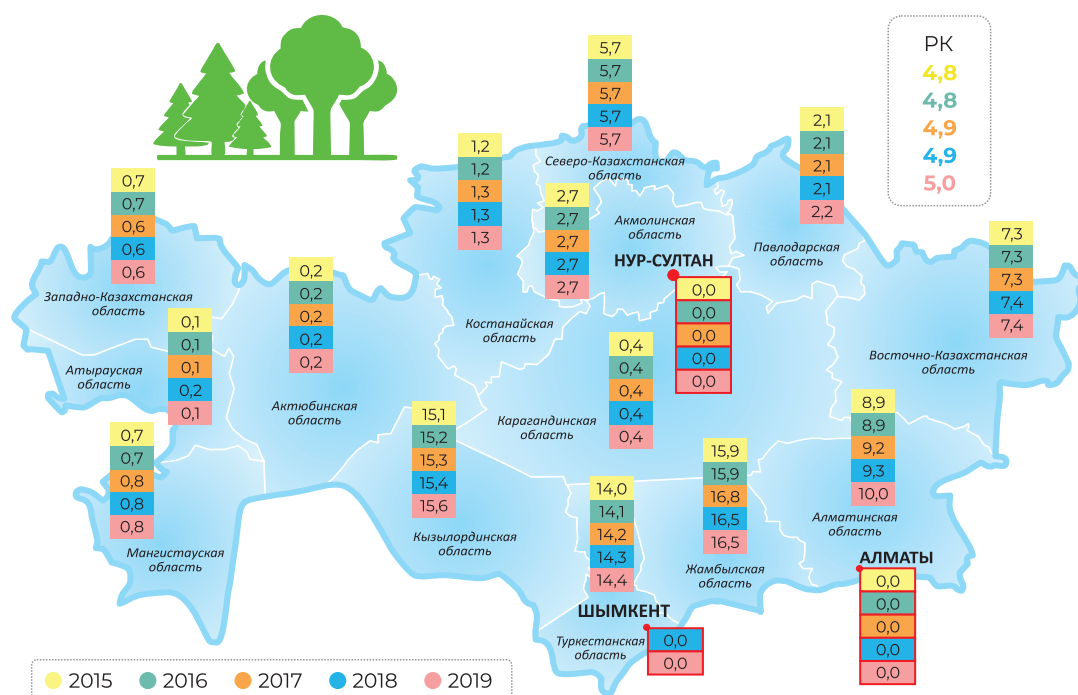 РК
4,8
4,8
4,9
4,9
5,0
5,7
5,7
5,7
5,7
5,7
Северо-Казахстанская
область
1,2
1,2
1,3
1,3
1,3
Костанайская
область
2,7
2,7
2,7
2,7
2,7
Акмолинская
область
НУР-СУЛТАН
0,0
0,0
0,0
0,0
0,0
2,1
2,1
2,1
2,1
2,2
Павлодарская
область
7,3
7,3
7,3
7,4
7,4
Восточно-Казахстанская
область
0,7
0,7
0,6
0,6
0,6
Западно-Казахстанская
область
0,1
0,1
0,1
0,2
0,1
Атырауская
область
0,2
0,2
0,2
0,2
0,2
Актюбинская
область
0,4
0,4
0,4
0,4
0,4
Карагандинская
область
0,7
0,7
0,8
0,8
0,8
Мангистауская
область
15,1
15,2
15,3
15,4
15,6
Кызылординская
область
14,0
14,1
14,2
14,3
14,4
ШЫМКЕНТ
0,0
0,0
Туркестанская
область
15,9
15,9
16,8
16,5
16,5
Жамбылская
область
8,9
8,9
9,2
9,3
10,0
Алматинская
область
АЛМАТЫ
0,0
0,0
0,0
0,0
0,0
2015 2016 2017 2018 2019